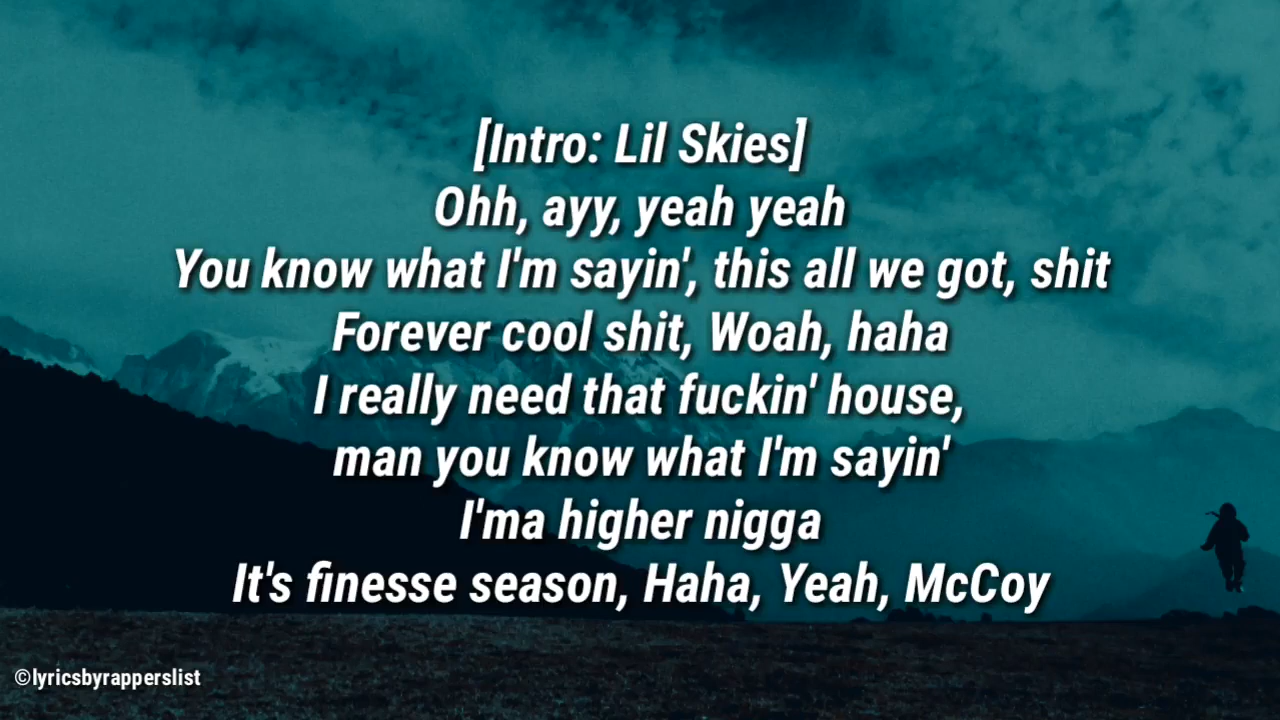 [Intro: Lil Skies]
Ohh, ayy, yeah yeah
You know what I'm sayin', this all we got, shit
Forever cool shit, Woah, haha
I really need that fuckin' house,
man you know what I'm sayin'
I'ma higher nigga
It's finesse season, Haha, Yeah, McCoy
©lyricsbyrapperslist